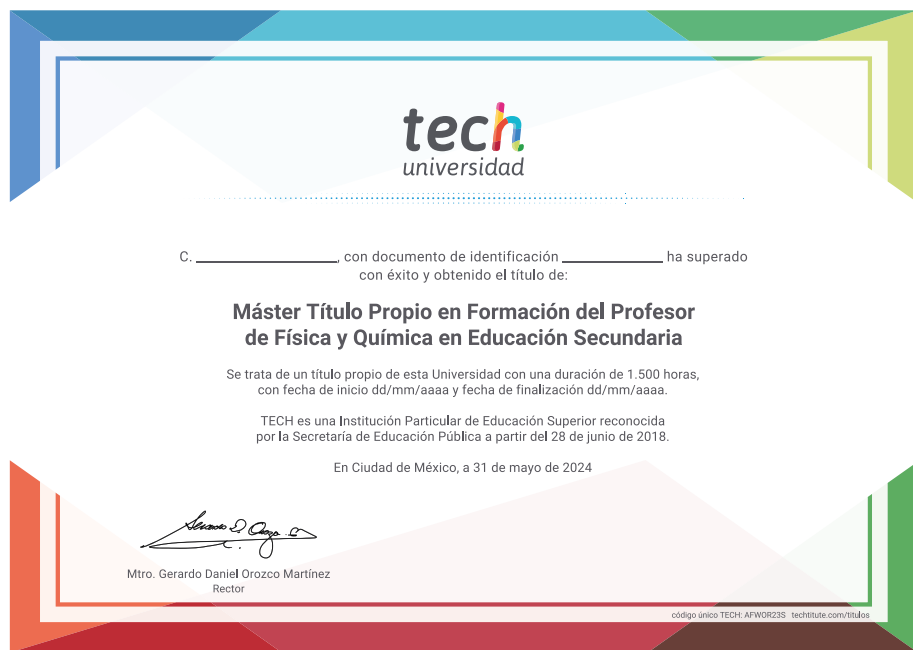 tech
universidad
C. ____________________, con documento de identificación ______________ ha superado
con éxito y obtenido el título de:
Máster Título Propio en Formación del Profesor
de Física y Química en Educación Secundaria
Se trata de un título propio de esta Universidad con una duración de 1.500 horas,
con fecha de inicio dd/mm/aaaa y fecha de finalización dd/mm/aaaa.
TECH es una Institución Particular de Educación Superior reconocida
por la Secretaría de Educación Pública a partir del 28 de junio de 2018.
En Ciudad de México, a 31 de mayo de 2024
Mtro. Gerardo Daniel Orozco Martínez
Rector
código único TECH: AFWOR23S techtitute.com/titulos